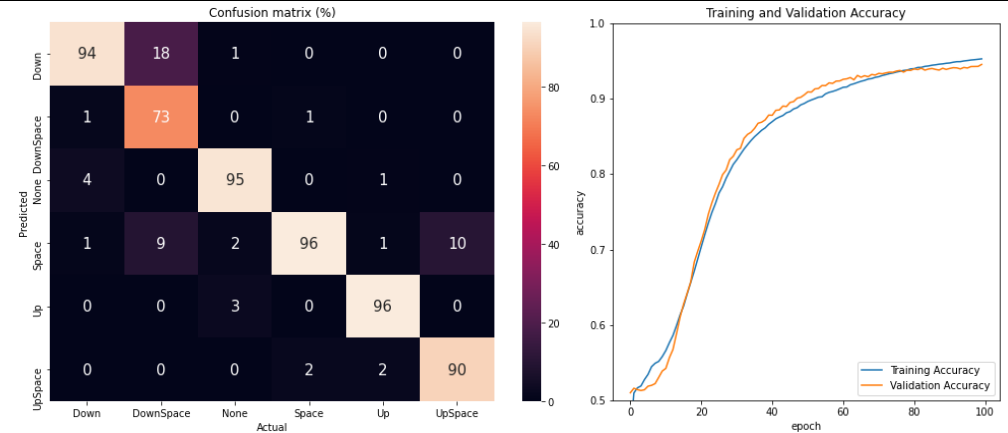 Confusion matrix (%)
Predicted
Down
DownSpace
None
Space
Up
UpSpace
94 18 1 0 0 0
1 73 0 1 0 0
4 0 95 0 1 0
1 9 2 96 1 10
0 0 3 0 96 0
0 0 0 2 2 90
Down DownSpace None Space Up UpSpace
Actual
80
60
40
20
0
Training and Validation Accuracy
accuracy
1.0
0.9
0.8
0.7
0.6
0.5
Training Accuracy
Validation Accuracy
0 20 40 60 80 100
epoch